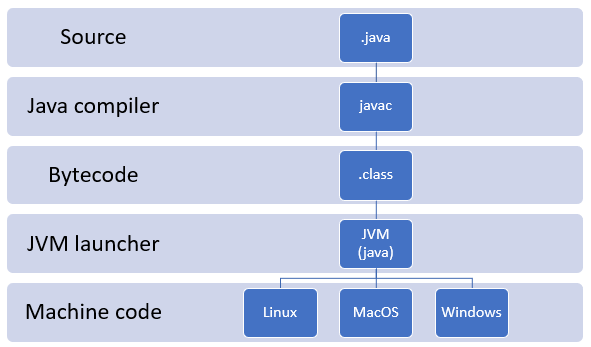 Source
.java
Java compiler
javac
Bytecode
.class
JVM launcher
JVM
(java)
Machine code
Linux
MacOS
Windows